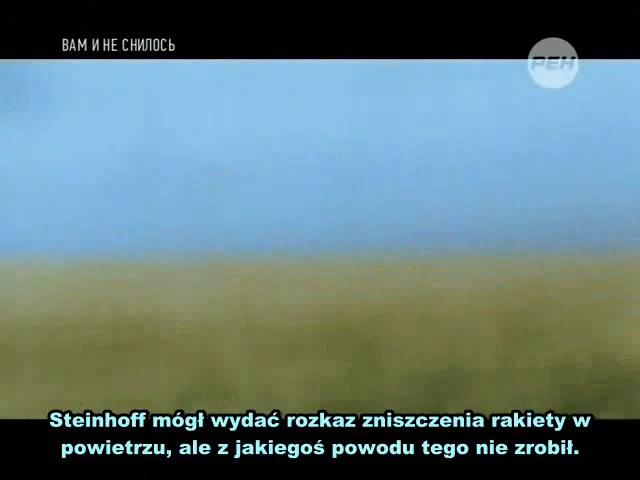 ВАМ И НЕ СНИЛОСЬ
РЕН
Steinhoff mógł wydać rozkaz zniszczenia rakiety w
powietrzu, ale z jakiegoś powodu tego nie zrobił.